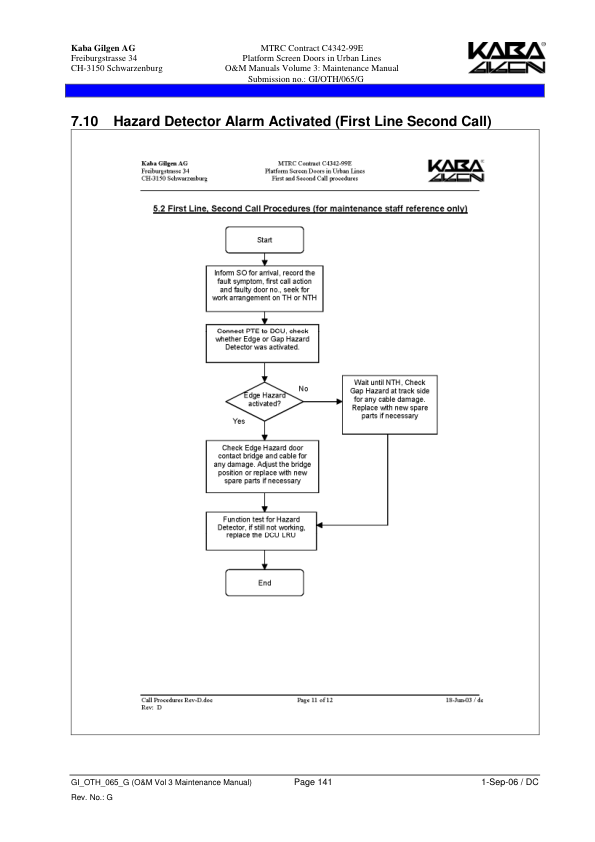 Kaba Gilgen AG
Freiburgstrasse 34
CH-3150 Schwarzenburg
MTRC Contract C4342-99E
Platform Screen Doors in Urban Lines
O&M Manuals Volume 3: Maintenance Manual
Submission no.: GI/OTH/065/G
KABA®
GILGEN
7.10 Hazard Detector Alarm Activated (First Line Second Call)
Kaba Gilgen AG
Freiburgstrasse 34
CH-3150 Schwarzenburg
MTRC Contract C4342-99E
Platform Screen Doors in Urban Lines
First and Second Call procedures
KABA®
GILGEN
5.2 First Line, Second Call Procedures (for maintenance staff reference only)
Start
Inform SO for arrival, record the
fault symptom, first call action
and faulty door no., seek for
work arrangement on TH or NTH
Connect PTE to DCU, check
whether Edge or Gap Hazard
Detector was activated.
Edge Hazard
activated?
No
Yes
Wait until NTH, Check
Gap Hazard at track side
for any cable damage.
Replace with new spare
parts if necessary
Check Edge Hazard door
contact bridge and cable for
any damage. Adjust the bridge
position or replace with new
spare parts if necessary
Function test for Hazard
Detector, if still not working,
replace the DCU LRU
End
Call Procedures Rev-D.doc
Rev: D
Page 11 of 12
18-Jun-03 / dc
GI_OTH_065_G (O&M Vol 3 Maintenance Manual)
Page 141
1-Sep-06 / DC
Rev. No.: G